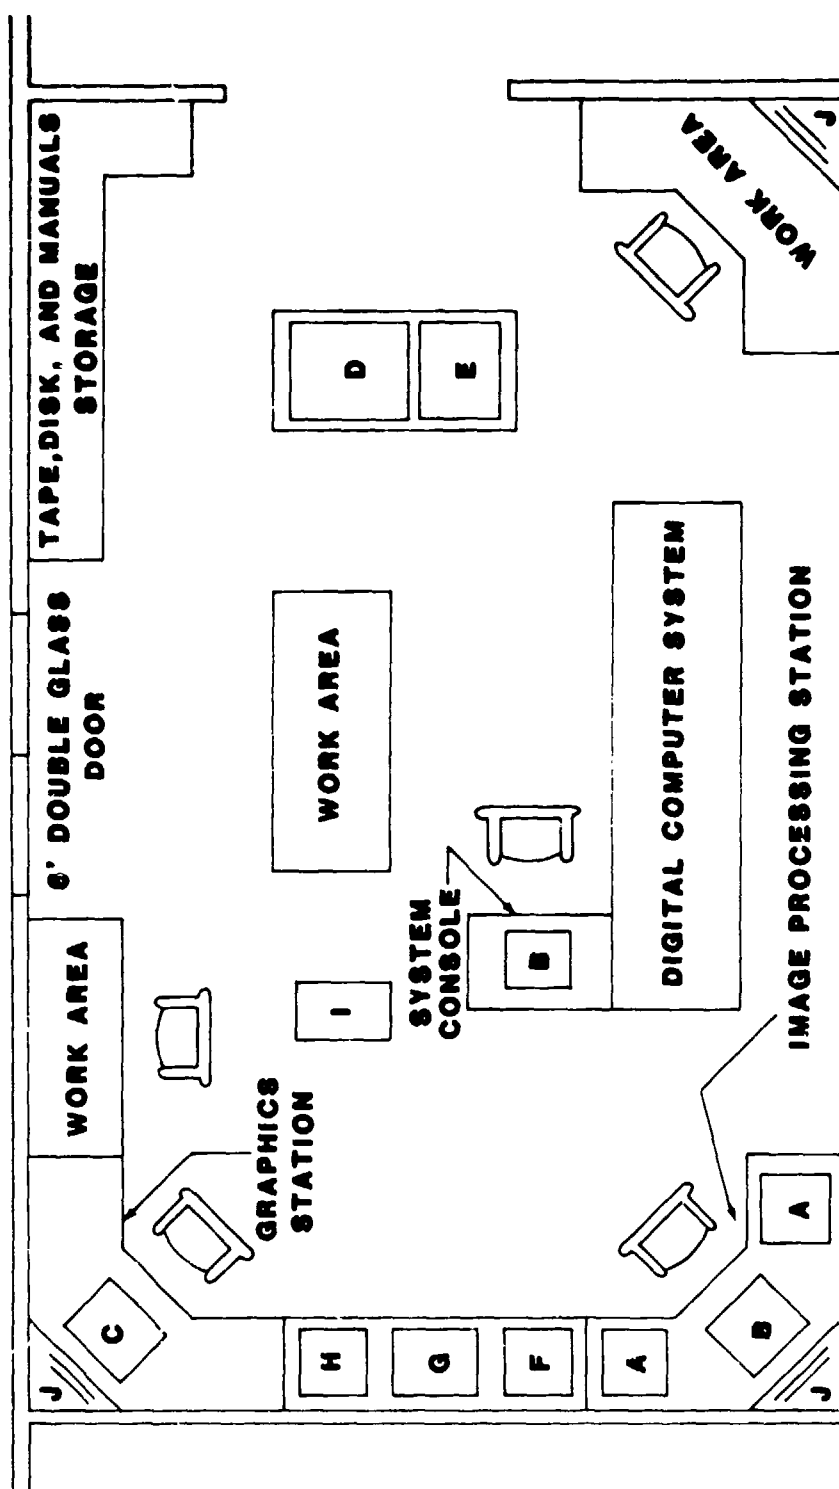 J
WORK AREA
6' DOUBLE GLASS
DOOR
TAPE, DISK, AND MANUALS
STORAGE
C
GRAPHICS
STATION
H
I
WORK AREA
D
G
SYSTEM
CONSOLE
E
F
B
A
DIGITAL COMPUTER SYSTEM
WORK AREA
B
A
IMAGE PROCESSING STATION
J
J